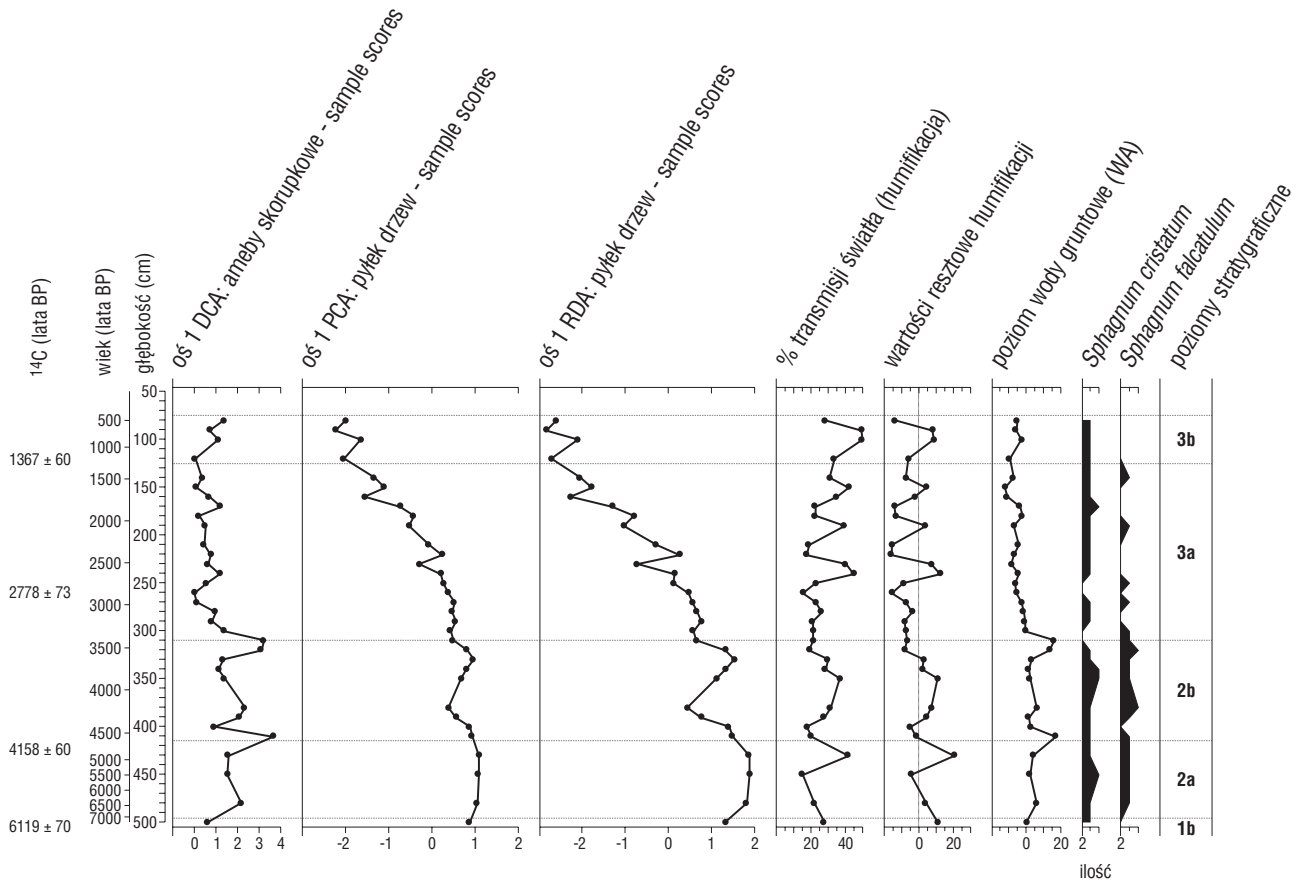 14C (lata BP)
wiek (lata BP)
głębokość (cm)
oś 1 DCA: ameby skorupkowe - sample scores
oś 1 PCA: pyłek drzew - sample scores
oś 1 RDA: pyłek drzew - sample scores
% transmisji światła (humifikacja)
wartości resztowe humifikacji
poziom wody gruntowe (WA)
Sphagnum cristatum
Sphagnum falcatulum
poziomy stratygraficzne
1367 ± 60
2778 ± 73
4158 ± 60
6119 ± 70
500
1000
1500
2000
2500
3000
3500
4000
4500
5000
5500
6000
6500
7000
50
100
150
200
250
300
350
400
450
500
3b
3a
2b
2a
1b
0 1 2 3 4
-2 -1 0 1 2
-3 -2 -1 0 1 2
20 40
0 20
0 20
2
2
ilość